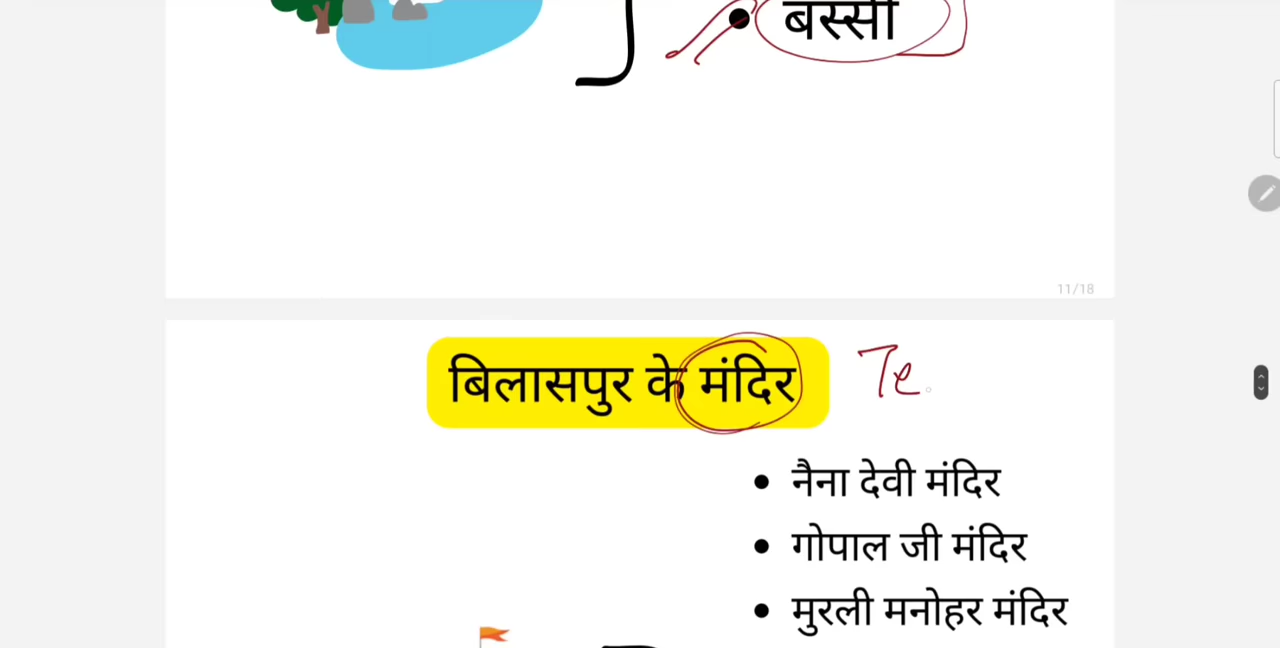 बस्सी
11/18
बिलासपुर के मंदिर Te
• नैना देवी मंदिर
• गोपाल जी मंदिर
• मुरली मनोहर मंदिर